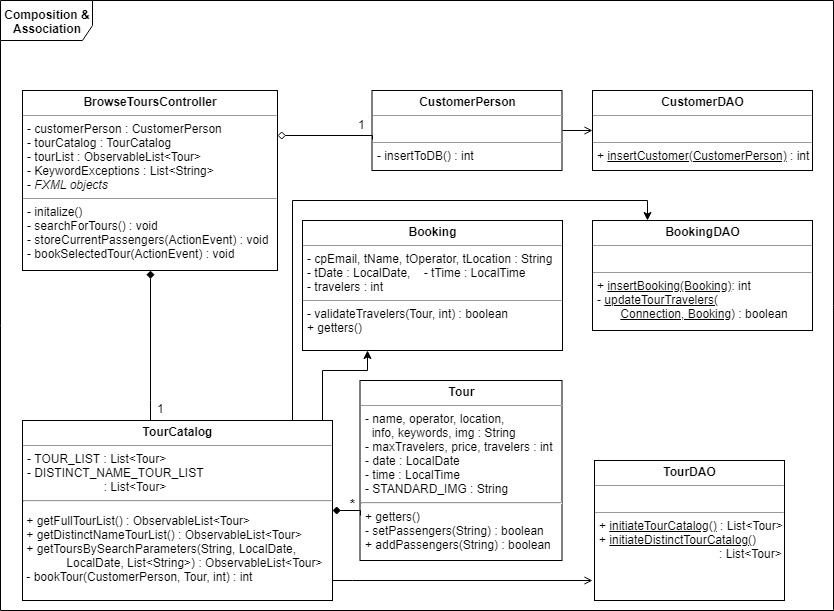 Composition &
Association
BrowseToursController
- customerPerson : CustomerPerson
- tourCatalog : TourCatalog
- tourList : ObservableList<Tour>
- KeywordExceptions : List<String>
- FXML objects
- initalize()
- searchForTours() : void
- storeCurrentPassengers(ActionEvent) : void
- bookSelectedTour(ActionEvent) : void
1
CustomerPerson
- insertToDB() : int
CustomerDAO
+ insertCustomer(CustomerPerson) : int
Booking
- cpEmail, tName, tOperator, tLocation : String
- tDate : LocalDate, - tTime : LocalTime
- travelers : int
- validateTravelers(Tour, int) : boolean
+ getters()
BookingDAO
+ insertBooking(Booking): int
- updateTourTravelers(
Connection, Booking) : boolean
1
TourCatalog
- TOUR_LIST : List<Tour>
- DISTINCT_NAME_TOUR_LIST
: List<Tour>
+ getFullTourList() : ObservableList<Tour>
+ getDistinctNameTourList() : ObservableList<Tour>
+ getToursBySearchParameters(String, LocalDate,
LocalDate, List<String>) : ObservableList<Tour>
- bookTour(CustomerPerson, Tour, int) : int
*
Tour
- name, operator, location,
info, keywords, img : String
- maxTravelers, price, travelers : int
- date : LocalDate
- time : LocalTime
- STANDARD_IMG : String
+ getters()
- setPassengers(String) : boolean
+ addPassengers(String) : boolean
TourDAO
+ initiateTourCatalog() : List<Tour>
+ initiateDistinctTourCatalog()
: List<Tour>